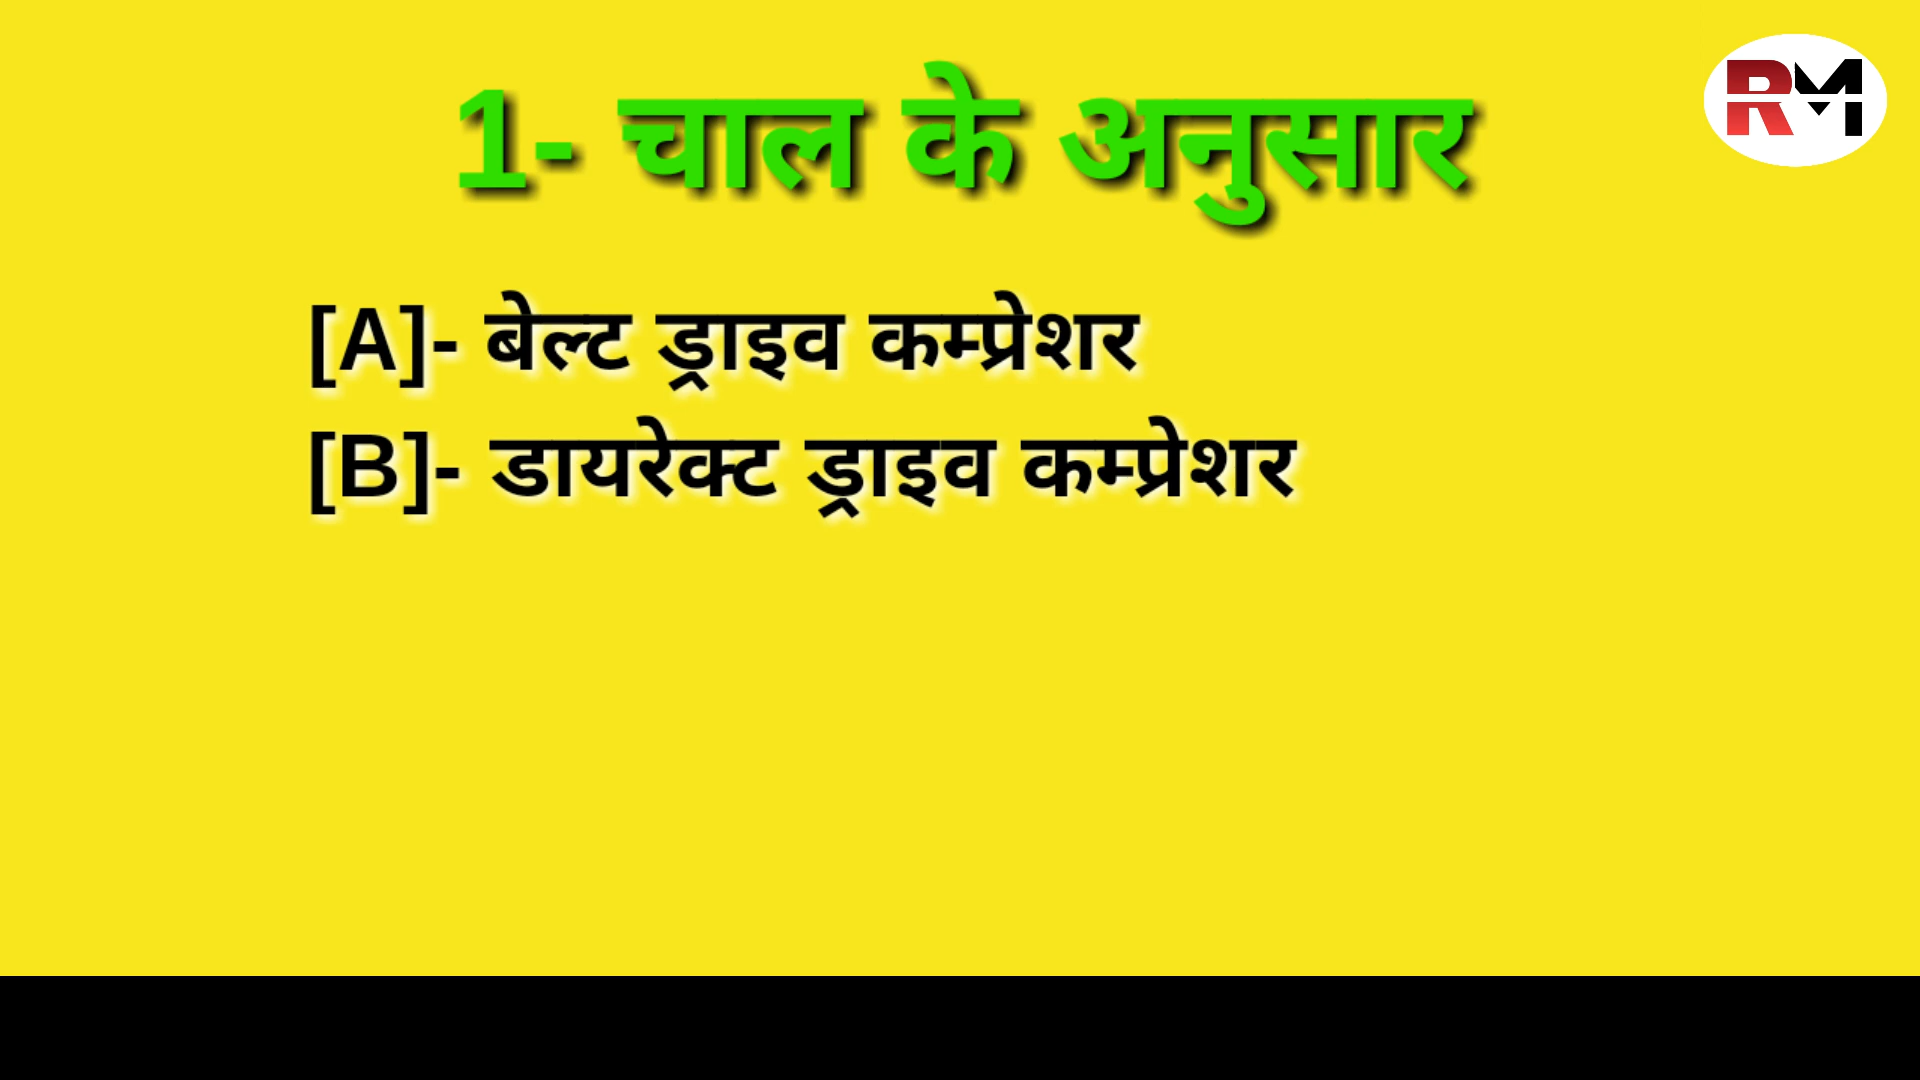 RM
1- चाल के अनुसार
[A]- बेल्ट ड्राइव कम्प्रेशर
[B]- डायरेक्ट ड्राइव कम्प्रेशर